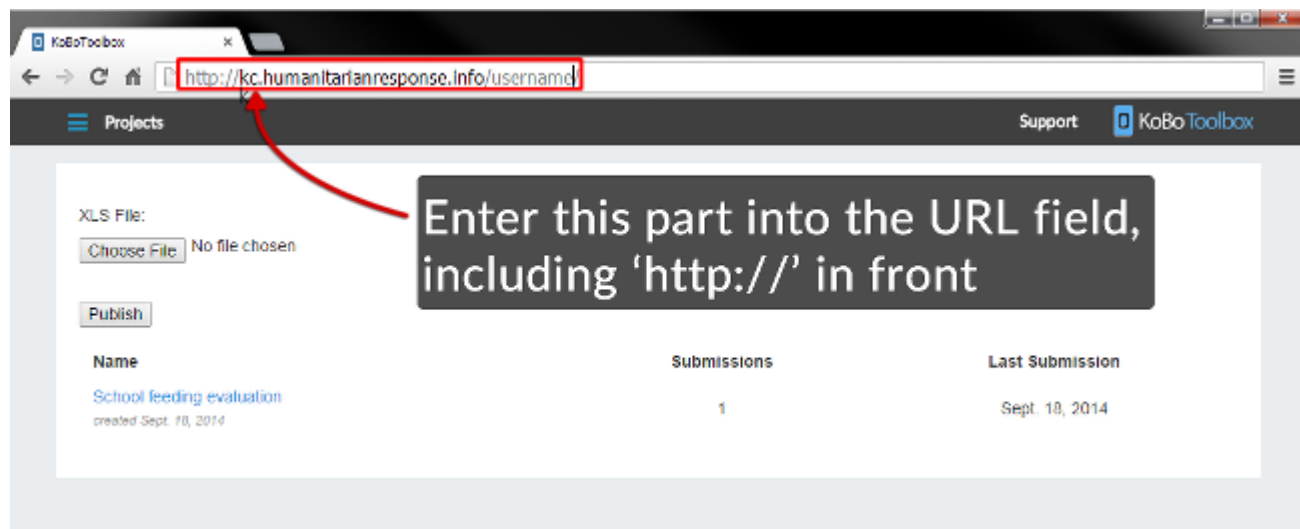 KoBoToolbox
http://kc.humanitarianresponse.info/username/
Projects
Support
KoBoToolbox
XLS File:
Choose File No file chosen
Enter this part into the URL field,
including ‘http://’ in front
Publish
Name Submissions Last Submission
School feeding evaluation
created Sept. 18, 2014
1 Sept. 18, 2014